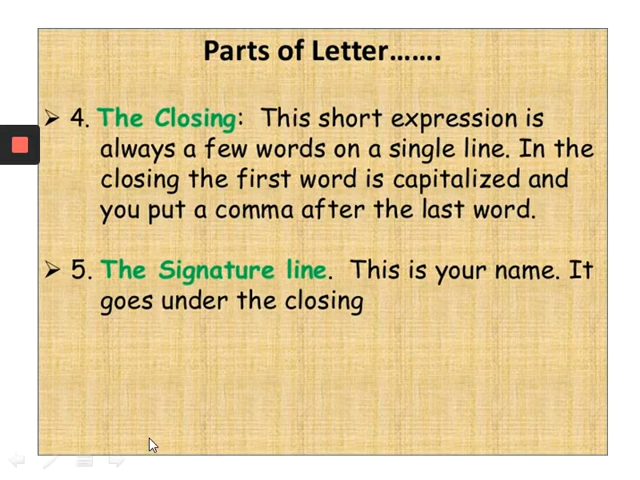 Parts of Letter.......
➢ 4. The Closing: This short expression is
always a few words on a single line. In the
closing the first word is capitalized and
you put a comma after the last word.
➢ 5. The Signature line. This is your name. It
goes under the closing